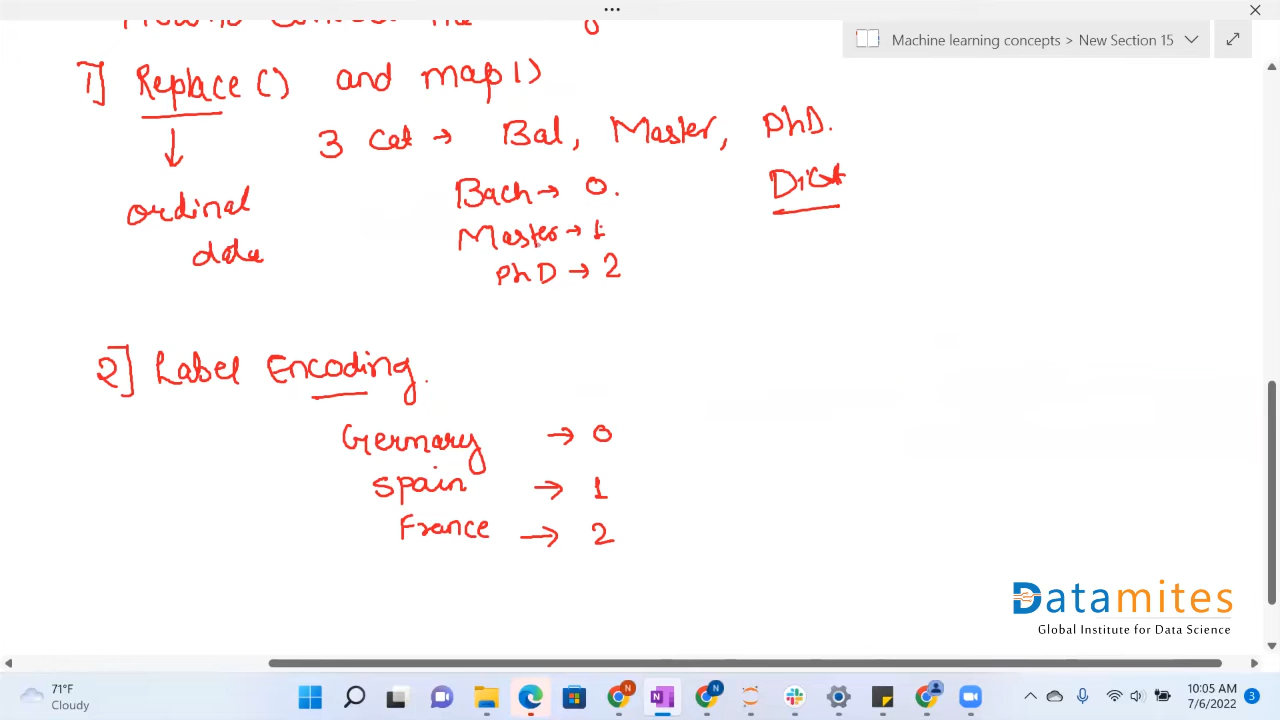 Machine learning concepts > New Section 15
1] Replace () and map()
3 Cat → Bal, Master, PhD.
Dict
Bach → 0.
ordinal
data
Master → 1
PhD → 2
2] Label Encoding.
Germany → 0
Spain → 1
France → 2
Datamites
Global Institute for Data Science
71°F
Cloudy
10:05 AM
7/6/2022
3